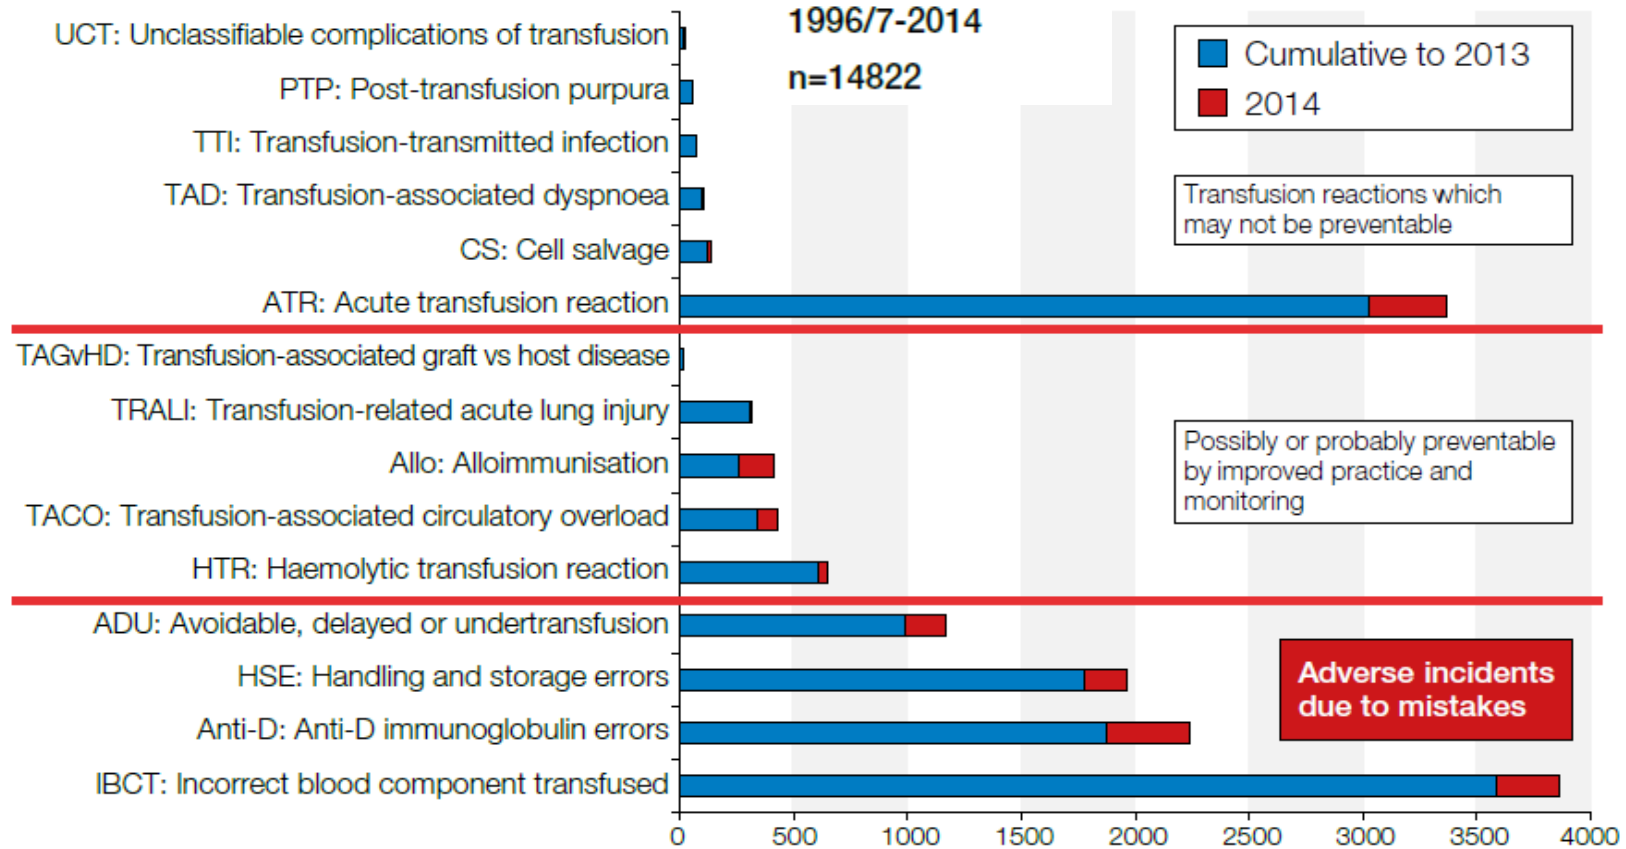 1996/7-2014
n=14822
Cumulative to 2013
2014
UCT: Unclassifiable complications of transfusion
PTP: Post-transfusion purpura
TTI: Transfusion-transmitted infection
TAD: Transfusion-associated dyspnoea
CS: Cell salvage
ATR: Acute transfusion reaction
Transfusion reactions which
may not be preventable
TAGvHD: Transfusion-associated graft vs host disease
TRALI: Transfusion-related acute lung injury
Allo: Alloimmunisation
TACO: Transfusion-associated circulatory overload
HTR: Haemolytic transfusion reaction
Possibly or probably preventable
by improved practice and
monitoring
ADU: Avoidable, delayed or undertransfusion
HSE: Handling and storage errors
Anti-D: Anti-D immunoglobulin errors
IBCT: Incorrect blood component transfused
Adverse incidents
due to mistakes
0 500 1000 1500 2000 2500 3000 3500 4000